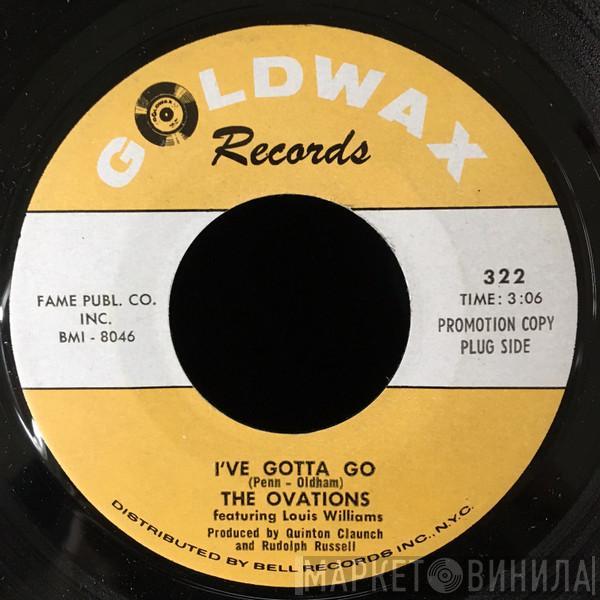 GOLDWAX
Records
FAME PUBL. CO.
INC.
BMI - 8046
322
TIME: 3:06
PROMOTION COPY
PLUG SIDE
I'VE GOTTA GO
(Penn - Oldham)
THE OVATIONS
featuring Louis Williams
Produced by Quinton Claunch
and Rudolph Russell
DISTRIBUTED BY BELL RECORDS INC., N.Y.C.
МАРКЕТ ВИНИЛА